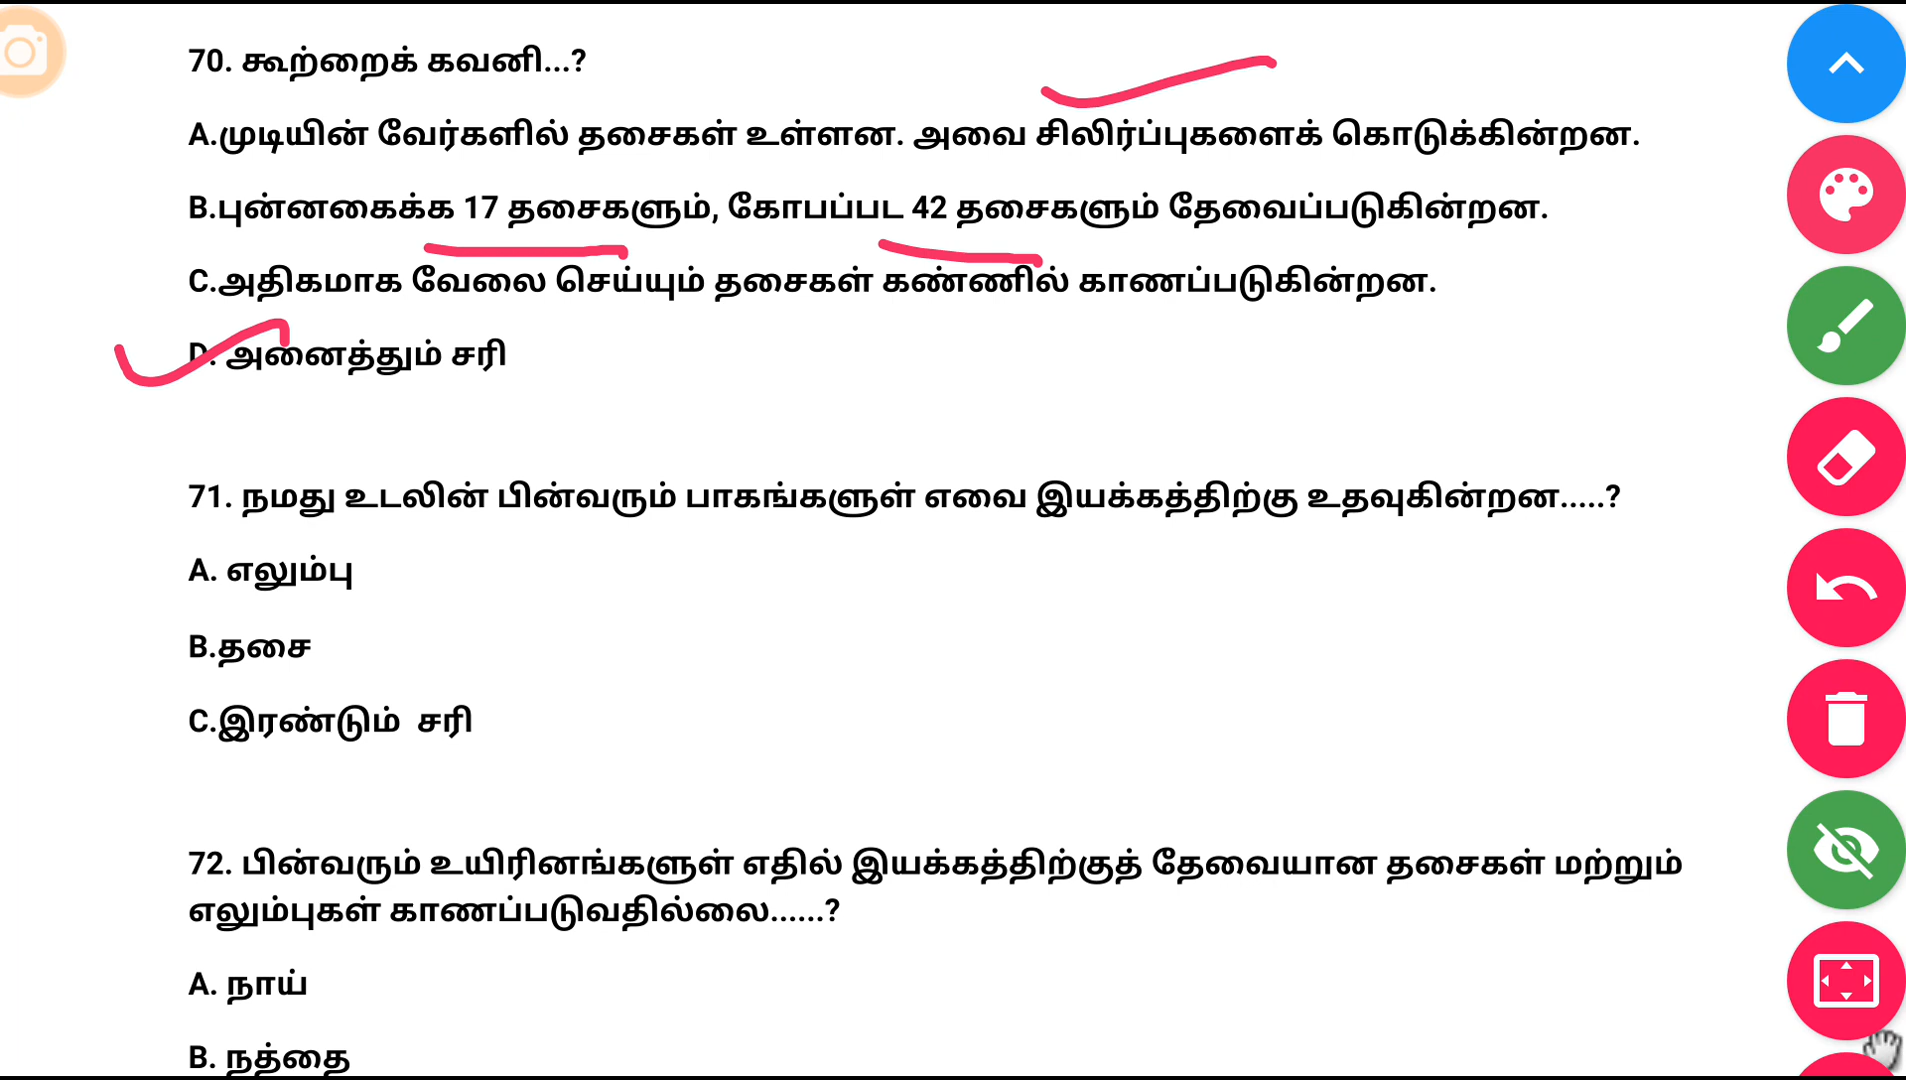 70. கூற்றைக் கவனி...?
A.முடியின் வேர்களில் தசைகள் உள்ளன. அவை சிலிர்ப்புகளைக் கொடுக்கின்றன.
B.புன்னகைக்க 17 தசைகளும், கோபப்பட 42 தசைகளும் தேவைப்படுகின்றன.
C.அதிகமாக வேலை செய்யும் தசைகள் கண்ணில் காணப்படுகின்றன.
D. அனைத்தும் சரி
71. நமது உடலின் பின்வரும் பாகங்களுள் எவை இயக்கத்திற்கு உதவுகின்றன.....?
A. எலும்பு
B.தசை
C.இரண்டும் சரி
72. பின்வரும் உயிரினங்களுள் எதில் இயக்கத்திற்குத் தேவையான தசைகள் மற்றும்
எலும்புகள் காணப்படுவதில்லை......?
A. நாய்
B. நத்தை